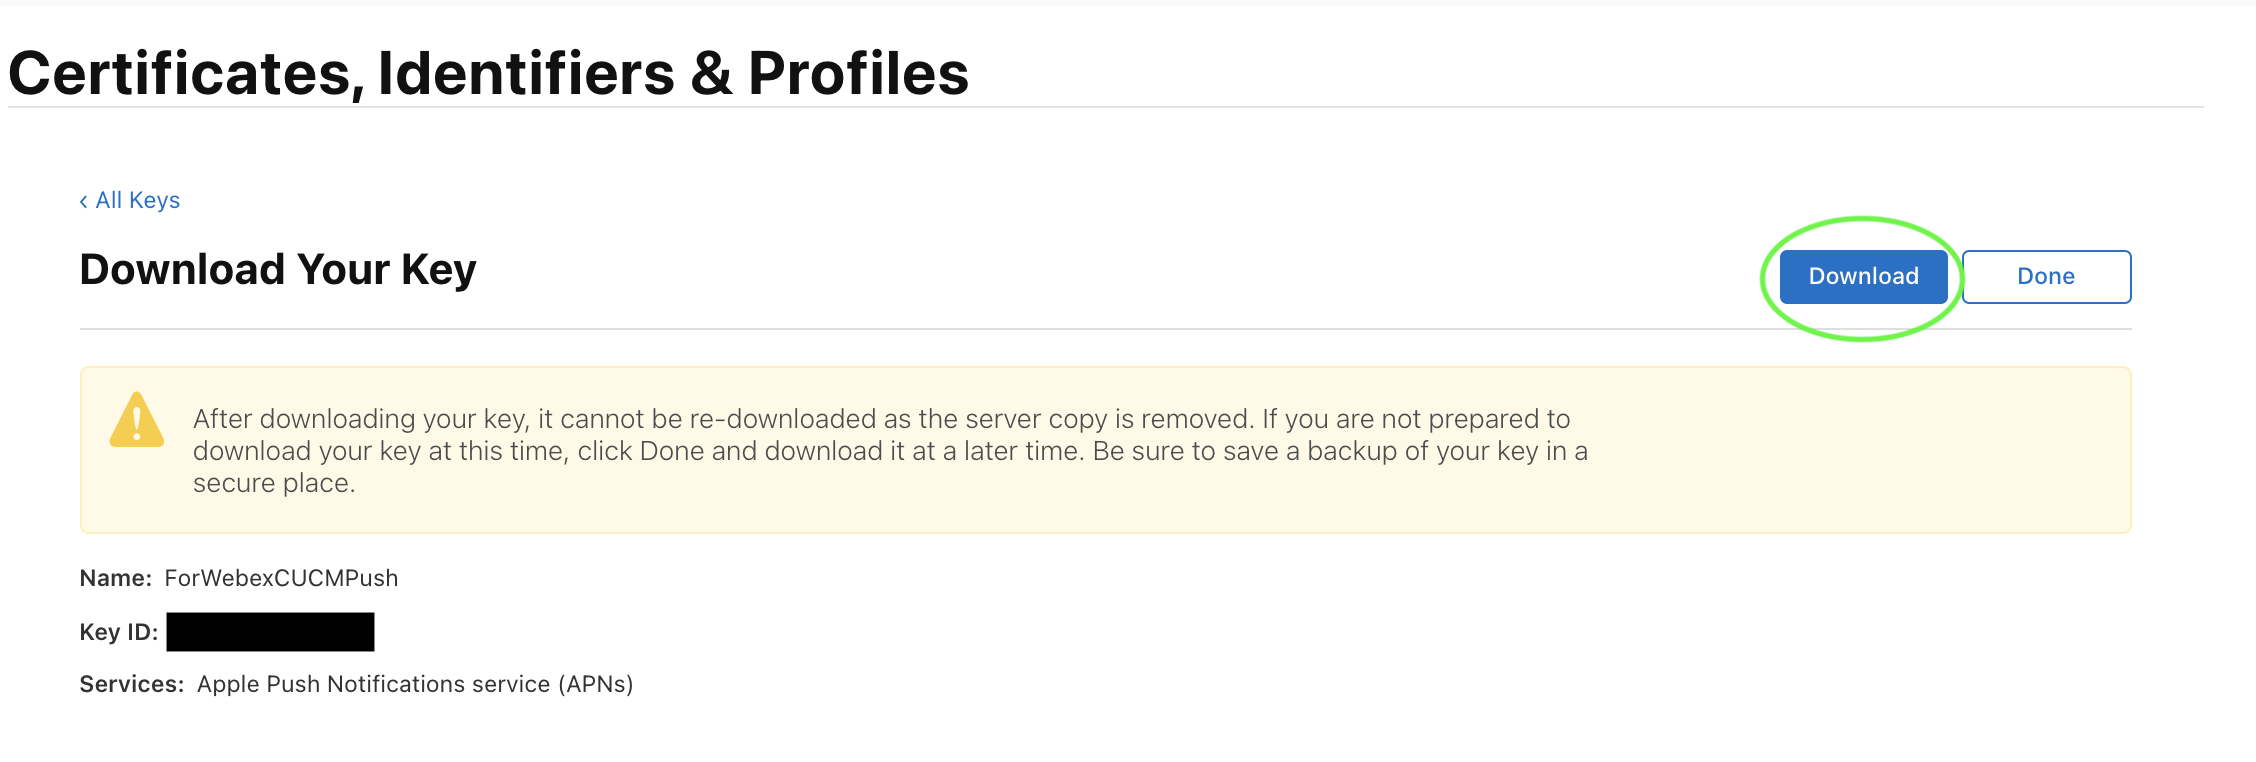 Certificates, Identifiers & Profiles
‹ All Keys
Download Your Key
Download
Done
After downloading your key, it cannot be re-downloaded as the server copy is removed. If you are not prepared to
download your key at this time, click Done and download it at a later time. Be sure to save a backup of your key in a
secure place.
Name: ForWebexCUCMPush
Key ID:
Services: Apple Push Notifications service (APNs)